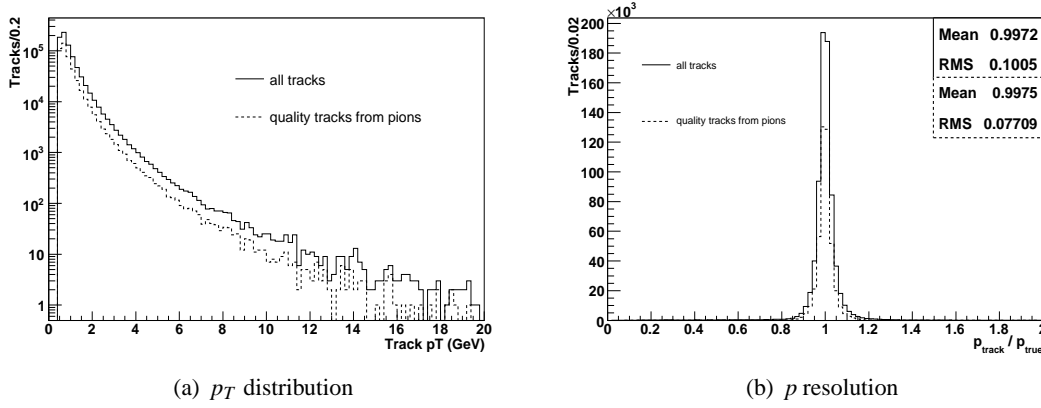 Tracks/0.2
10^5
10^4
10^3
10^2
10
1
all tracks
quality tracks from pions
0 2 4 6 8 10 12 14 16 18 20
Track pT (GeV)
(a) p_T distribution
Tracks/0.02
×10^3
200
180
160
140
120
100
80
60
40
20
0
all tracks
quality tracks from pions
Mean 0.9972
RMS 0.1005
Mean 0.9975
RMS 0.07709
0 0.2 0.4 0.6 0.8 1 1.2 1.4 1.6 1.8 2
p_track / p_true
(b) p resolution